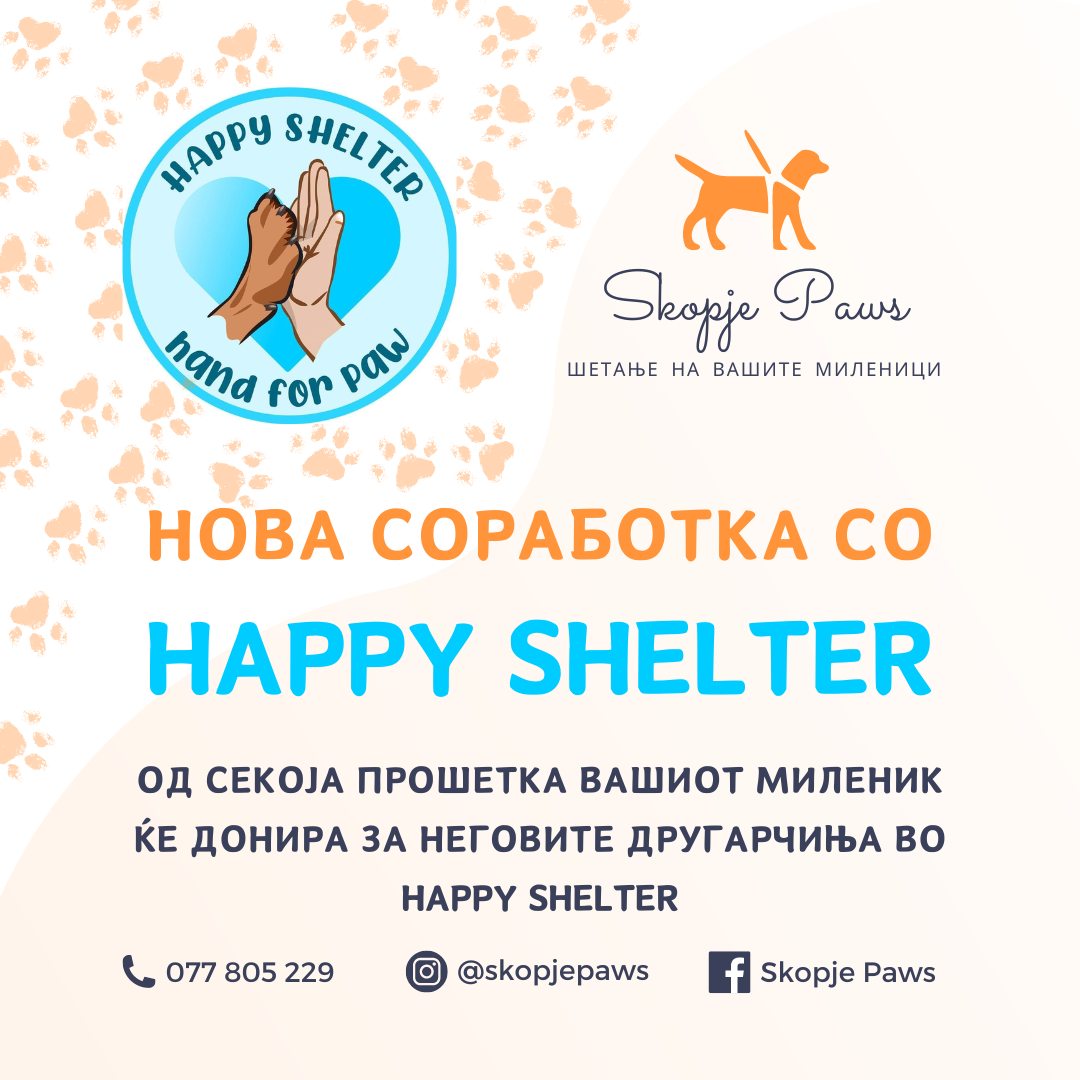 HAPPY SHELTER
hand for paw
Skopje Paws
ШЕТАЊЕ НА ВАШИТЕ МИЛЕНИЦИ
НОВА СОРАБОТКА СО
HAPPY SHELTER
ОД СЕКОЈА ПРОШЕТКА ВАШИОТ МИЛЕНИК
ЌЕ ДОНИРА ЗА НЕГОВИТЕ ДРУГАРЧИЊА ВО
HAPPY SHELTER
077 805 229
@skopjepaws
Skopje Paws